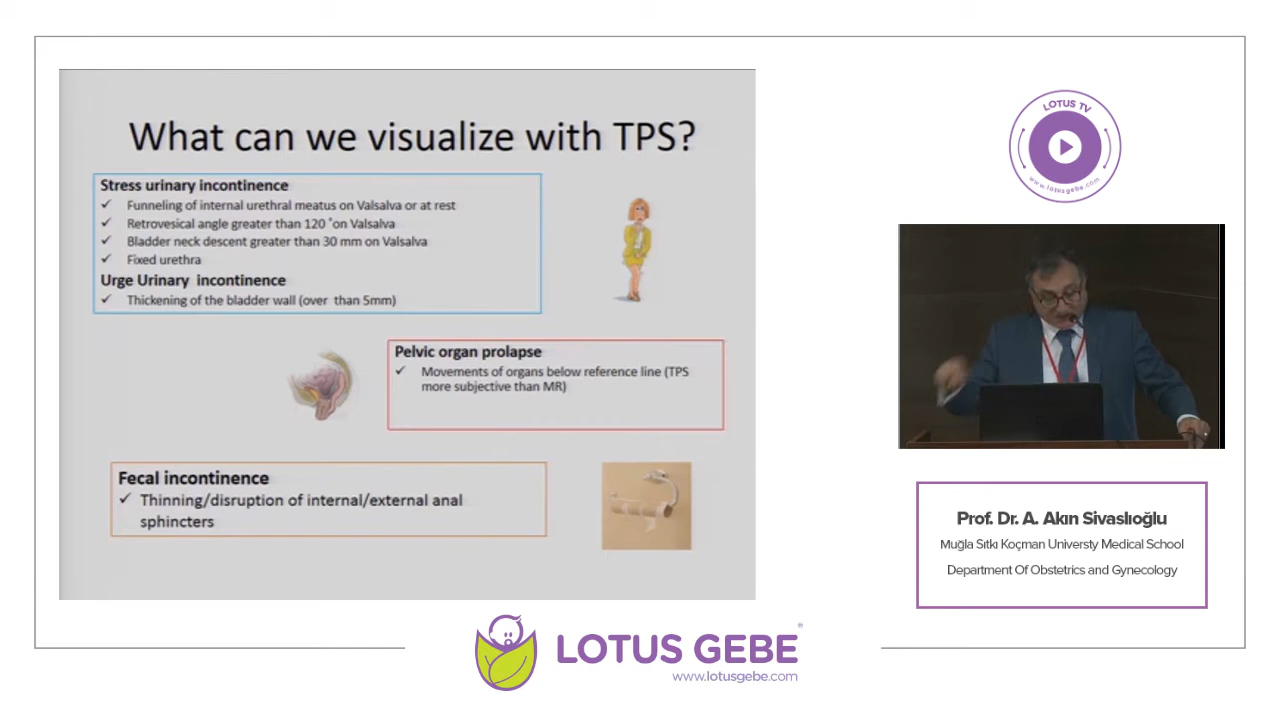 What can we visualize with TPS?
Stress urinary incontinence
✓ Funneling of internal urethral meatus on Valsalva or at rest
✓ Retrovesical angle greater than 120 ˚on Valsalva
✓ Bladder neck descent greater than 30 mm on Valsalva
✓ Fixed urethra
Urge Urinary incontinence
✓ Thickening of the bladder wall (over than 5mm)
Pelvic organ prolapse
✓ Movements of organs below reference line (TPS
more subjective than MR)
Fecal incontinence
✓ Thinning/disruption of internal/external anal
sphincters
LOTUS TV
www.lotusgebe.com
Prof. Dr. A. Akın Sivaslıoğlu
Muğla Sıtkı Koçman Universty Medical School
Department Of Obstetrics and Gynecology
LOTUS GEBE®
www.lotusgebe.com